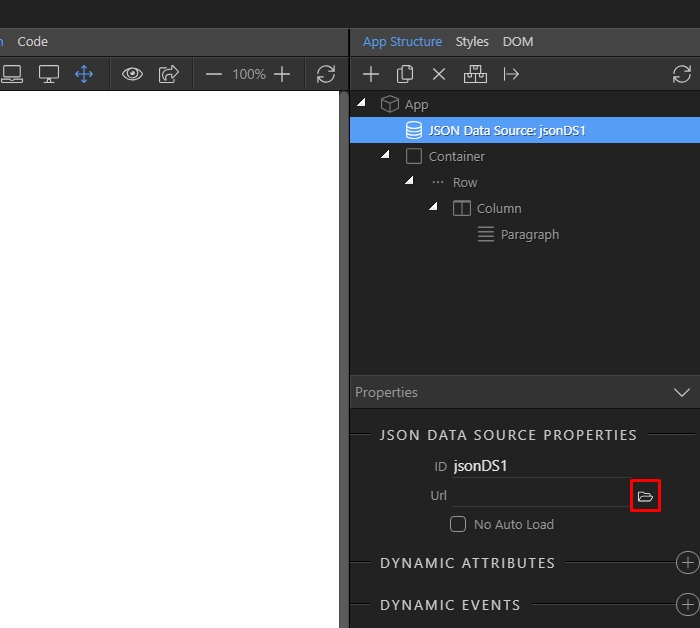 Code
App Structure Styles DOM
100%
App
JSON Data Source: jsonDS1
Container
Row
Column
Paragraph
Properties
JSON DATA SOURCE PROPERTIES
ID jsonDS1
Url
No Auto Load
DYNAMIC ATTRIBUTES
DYNAMIC EVENTS